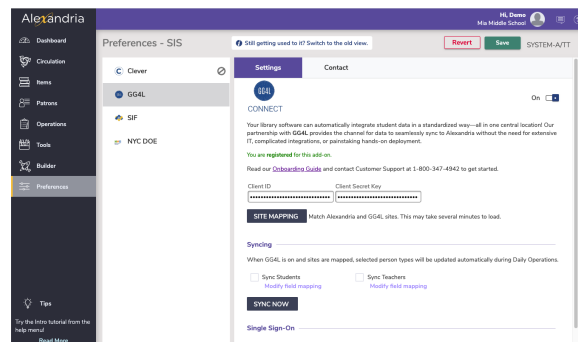 Alexandria
Hi, Demo
Mia Middle School
Dashboard
Circulation
Items
Patrons
Operations
Tools
Builder
Preferences
Tips
Try the Intro tutorial from the
help menu!
Read More
Preferences - SIS
Still getting used to it? Switch to the old view.
Revert
Save
SYSTEM-A/TT
Clever
GG4L
SIF
NYC DOE
Settings
Contact
GG4L
CONNECT
On
Your library software can automatically integrate student data in a standardized way—all in one central location! Our
partnership with GG4L provides the channel for data to seamlessly sync to Alexandria without the need for extensive
IT, complicated integrations, or painstaking hands-on deployment.
You are registered for this add-on.
Read our Onboarding Guide and contact Customer Support at 1-800-347-4942 to get started.
Client ID
Client Secret Key
SITE MAPPING
Match Alexandria and GG4L sites. This may take several minutes to load.
Syncing
When GG4L is on and sites are mapped, selected person types will be updated automatically during Daily Operations.
Sync Students
Modify field mapping
Sync Teachers
Modify field mapping
SYNC NOW
Single Sign-On